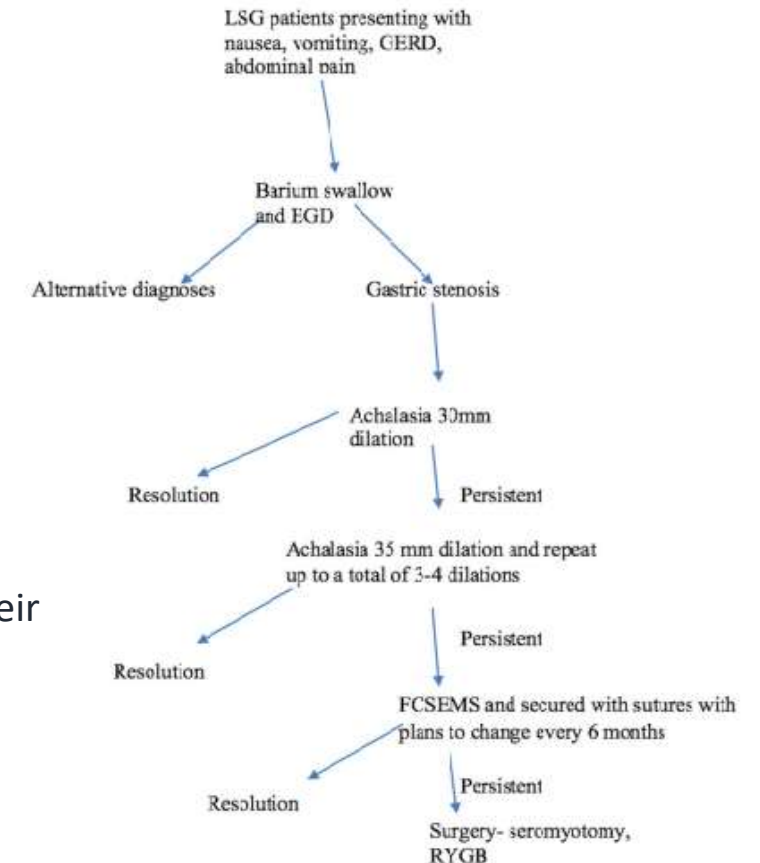 LSG patients presenting with
nausea, vomiting, GERD,
abdominal pain
Barium swallow
and EGD
Alternative diagnoses
Gastric stenosis
Achalasia 30mm
dilation
Resolution
Persistent
Achalasia 35 mm dilation and repeat
up to a total of 3-4 dilations
eir
Persistent
Resolution
FCSEMS and secured with sutures with
plans to change every 6 months
Persistent
Resolution
Surgery- seromyotomy,
RYGB